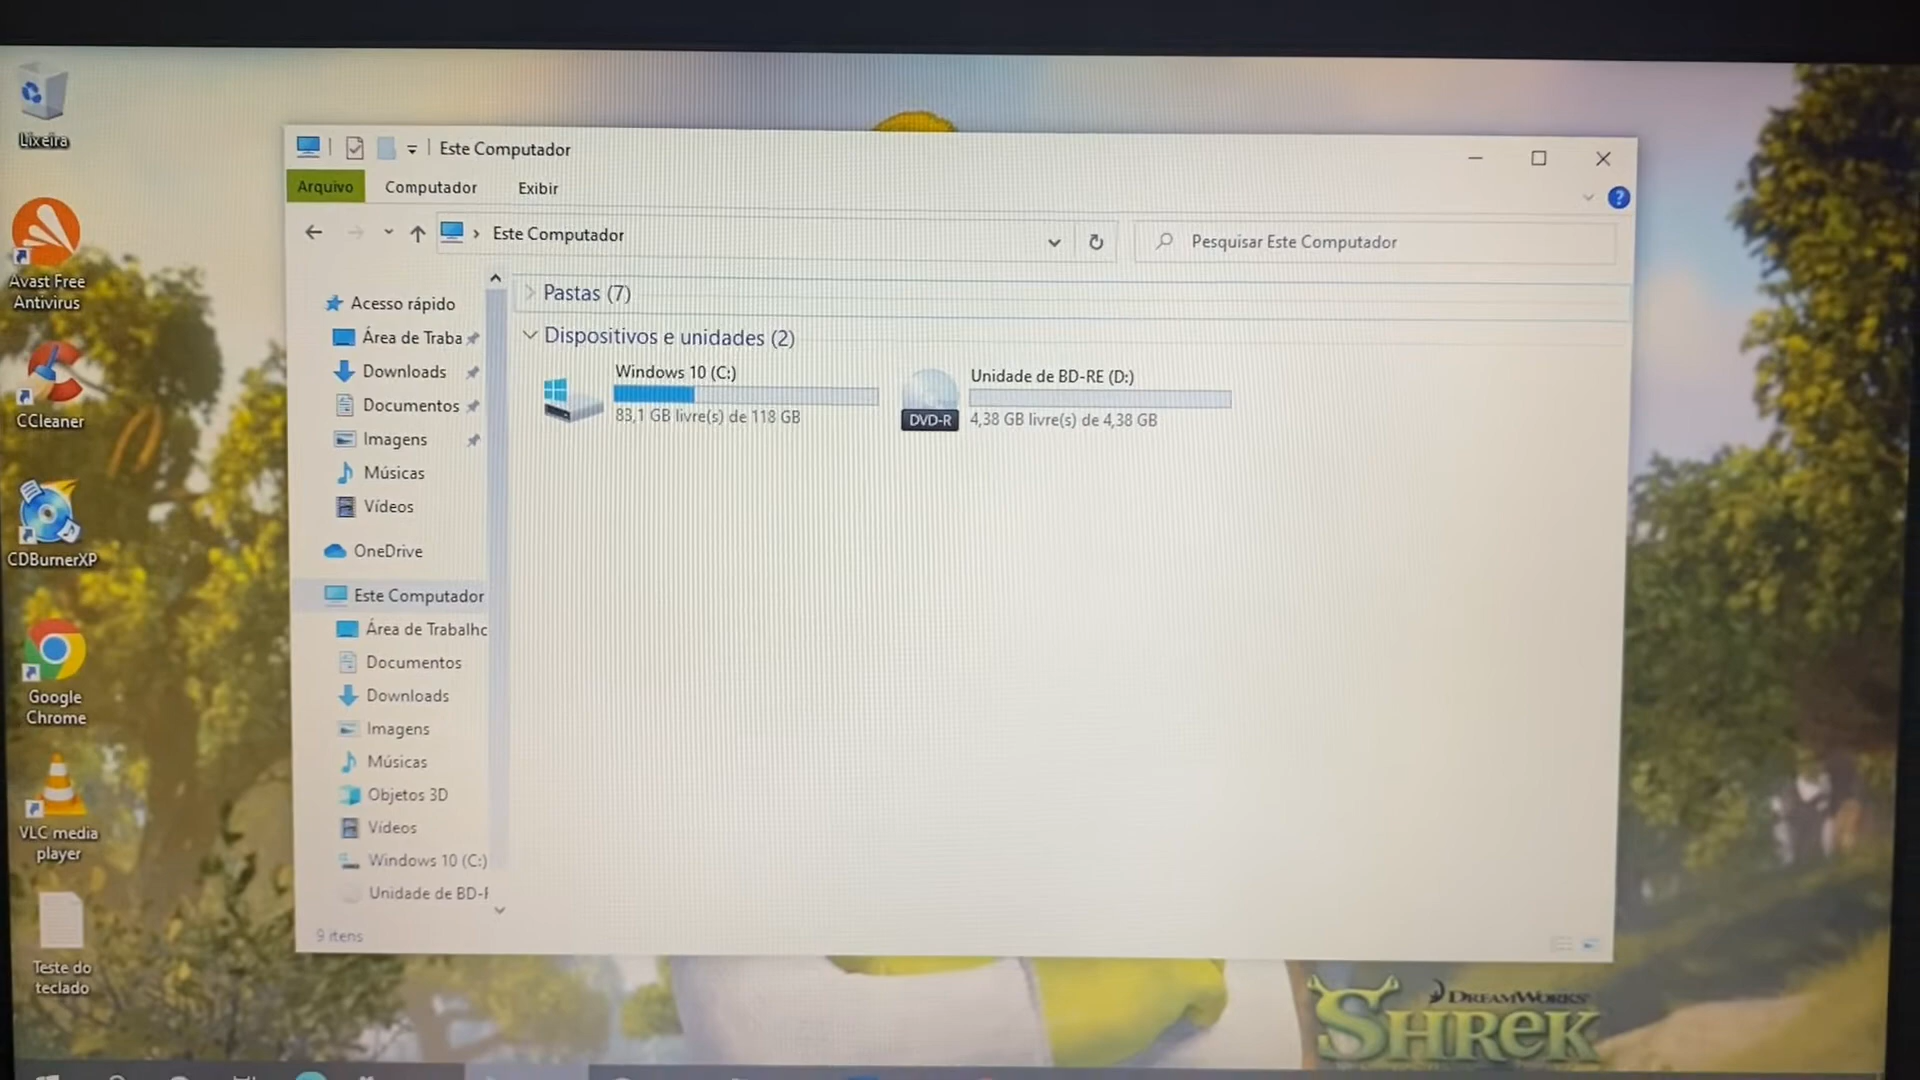 Lixeira
Avast Free
Antivirus
CCleaner
CDBurnerXP
Google
Chrome
VLC media
player
Teste do
teclado
Este Computador
Arquivo
Computador
Exibir
Este Computador
Pesquisar Este Computador
Acesso rápido
Área de Traba
Downloads
Documentos
Imagens
Músicas
Vídeos
OneDrive
Este Computador
Área de Trabalhc
Documentos
Downloads
Imagens
Músicas
Objetos 3D
Vídeos
Windows 10 (C:)
Unidade de BD-F
9 itens
Pastas (7)
Dispositivos e unidades (2)
Windows 10 (C:)
83,1 GB livre(s) de 118 GB
DVD-R
Unidade de BD-RE (D:)
4,38 GB livre(s) de 4,38 GB
DREAMWORKS
SHREK